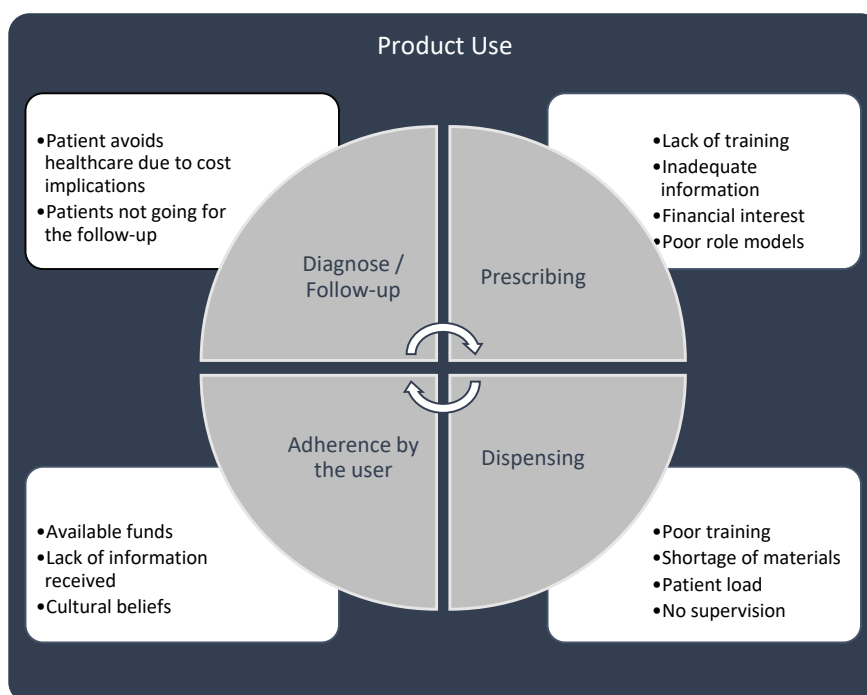 Product Use
•Patient avoids
healthcare due to cost
implications
•Patients not going for
the follow-up
•Lack of training
•Inadequate
information
•Financial interest
•Poor role models
Diagnose /
Follow-up
Prescribing
Adherence by
the user
Dispensing
•Available funds
•Lack of information
received
•Cultural beliefs
•Poor training
•Shortage of materials
•Patient load
•No supervision